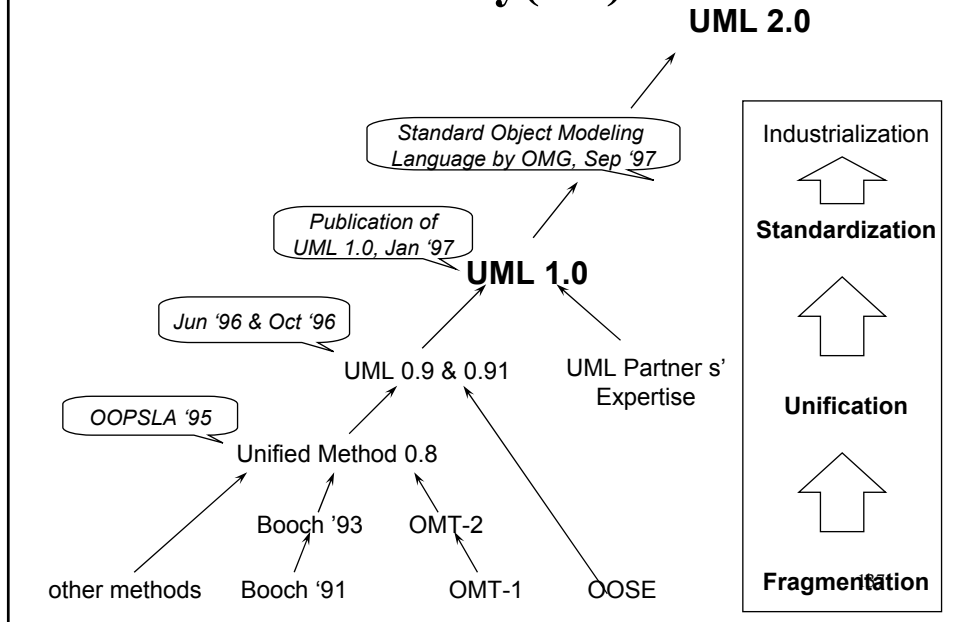 UML 2.0
Standard Object Modeling
Language by OMG, Sep ‘97
Industrialization
Publication of
UML 1.0, Jan ‘97
Standardization
UML 1.0
Jun ‘96 & Oct ‘96
UML 0.9 & 0.91
UML Partner s’
Expertise
Unification
OOPSLA ‘95
Unified Method 0.8
Booch ’93
OMT-2
other methods
Booch ‘91
OMT-1
OOSE
Fragmentation